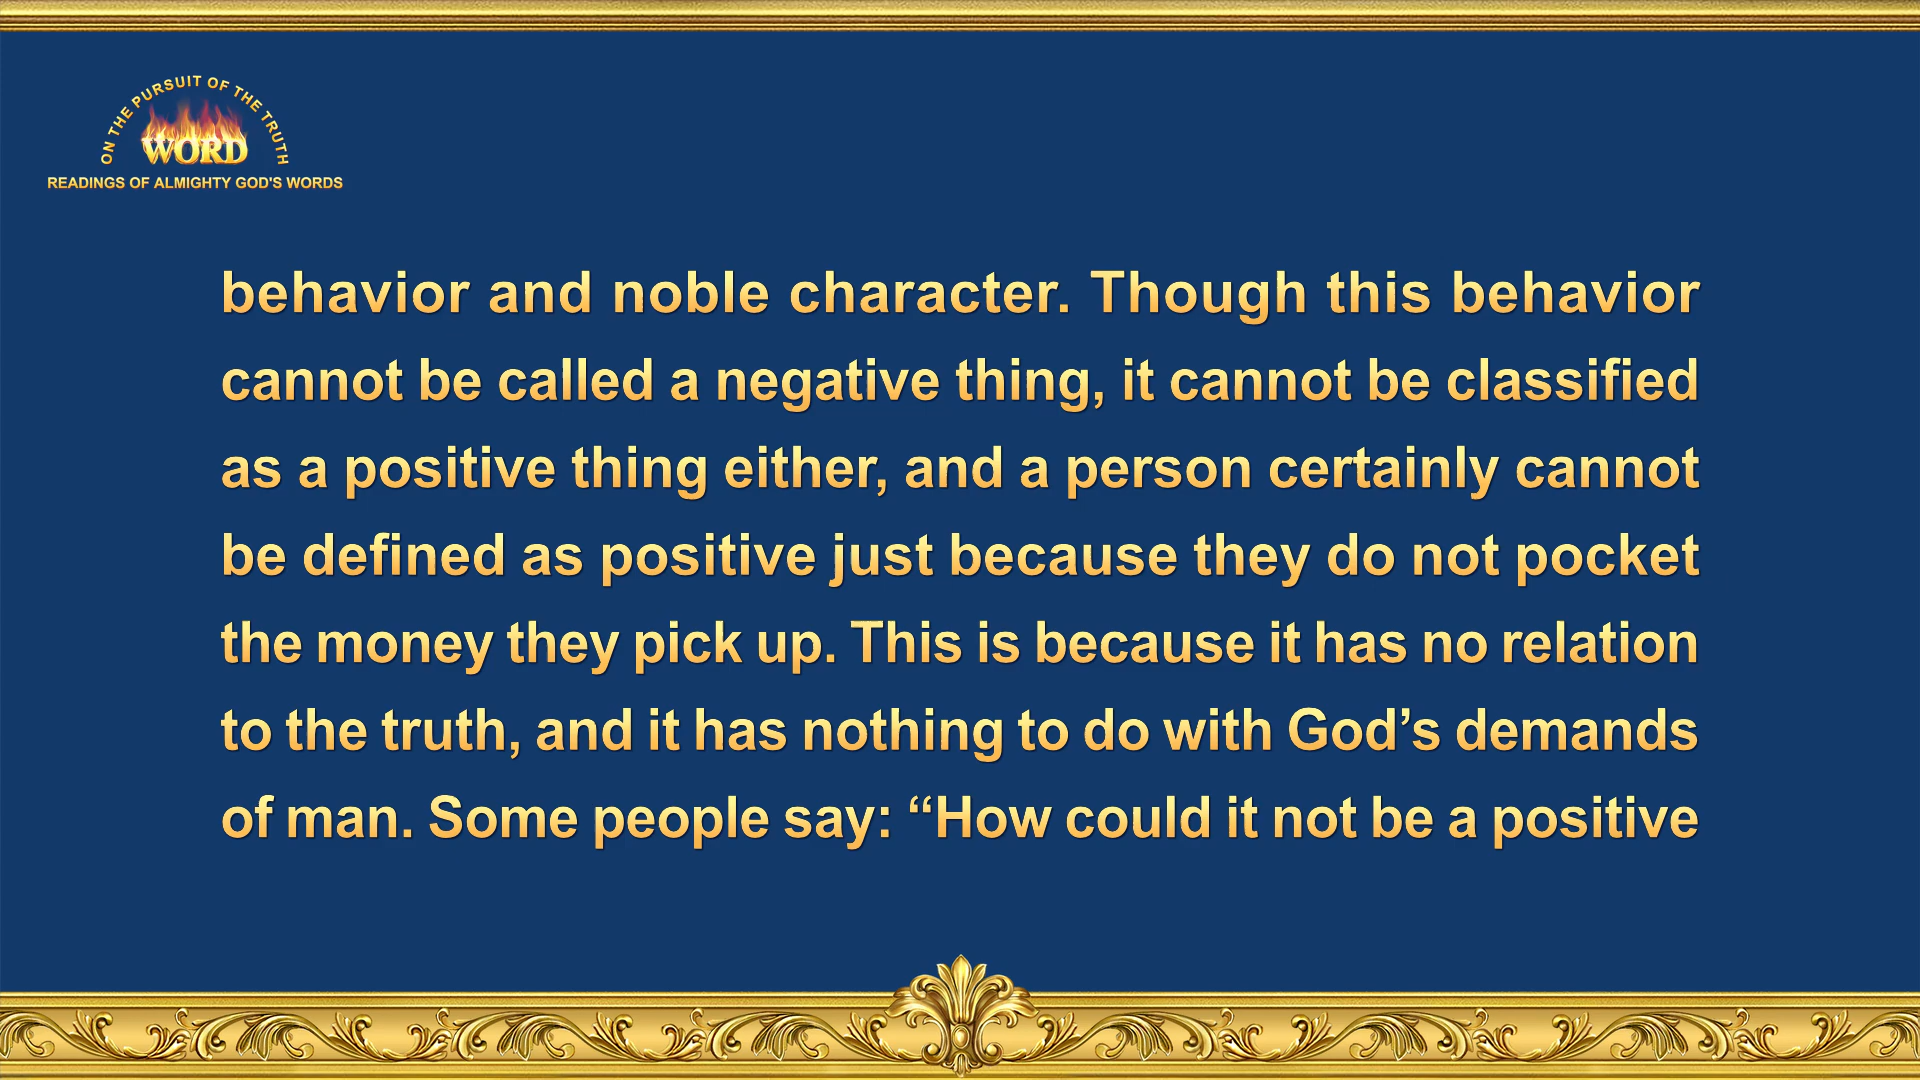 ON THE PURSUIT OF THE TRUTH
WORD
READINGS OF ALMIGHTY GOD'S WORDS
behavior and noble character. Though this behavior
cannot be called a negative thing, it cannot be classified
as a positive thing either, and a person certainly cannot
be defined as positive just because they do not pocket
the money they pick up. This is because it has no relation
to the truth, and it has nothing to do with God’s demands
of man. Some people say: “How could it not be a positive